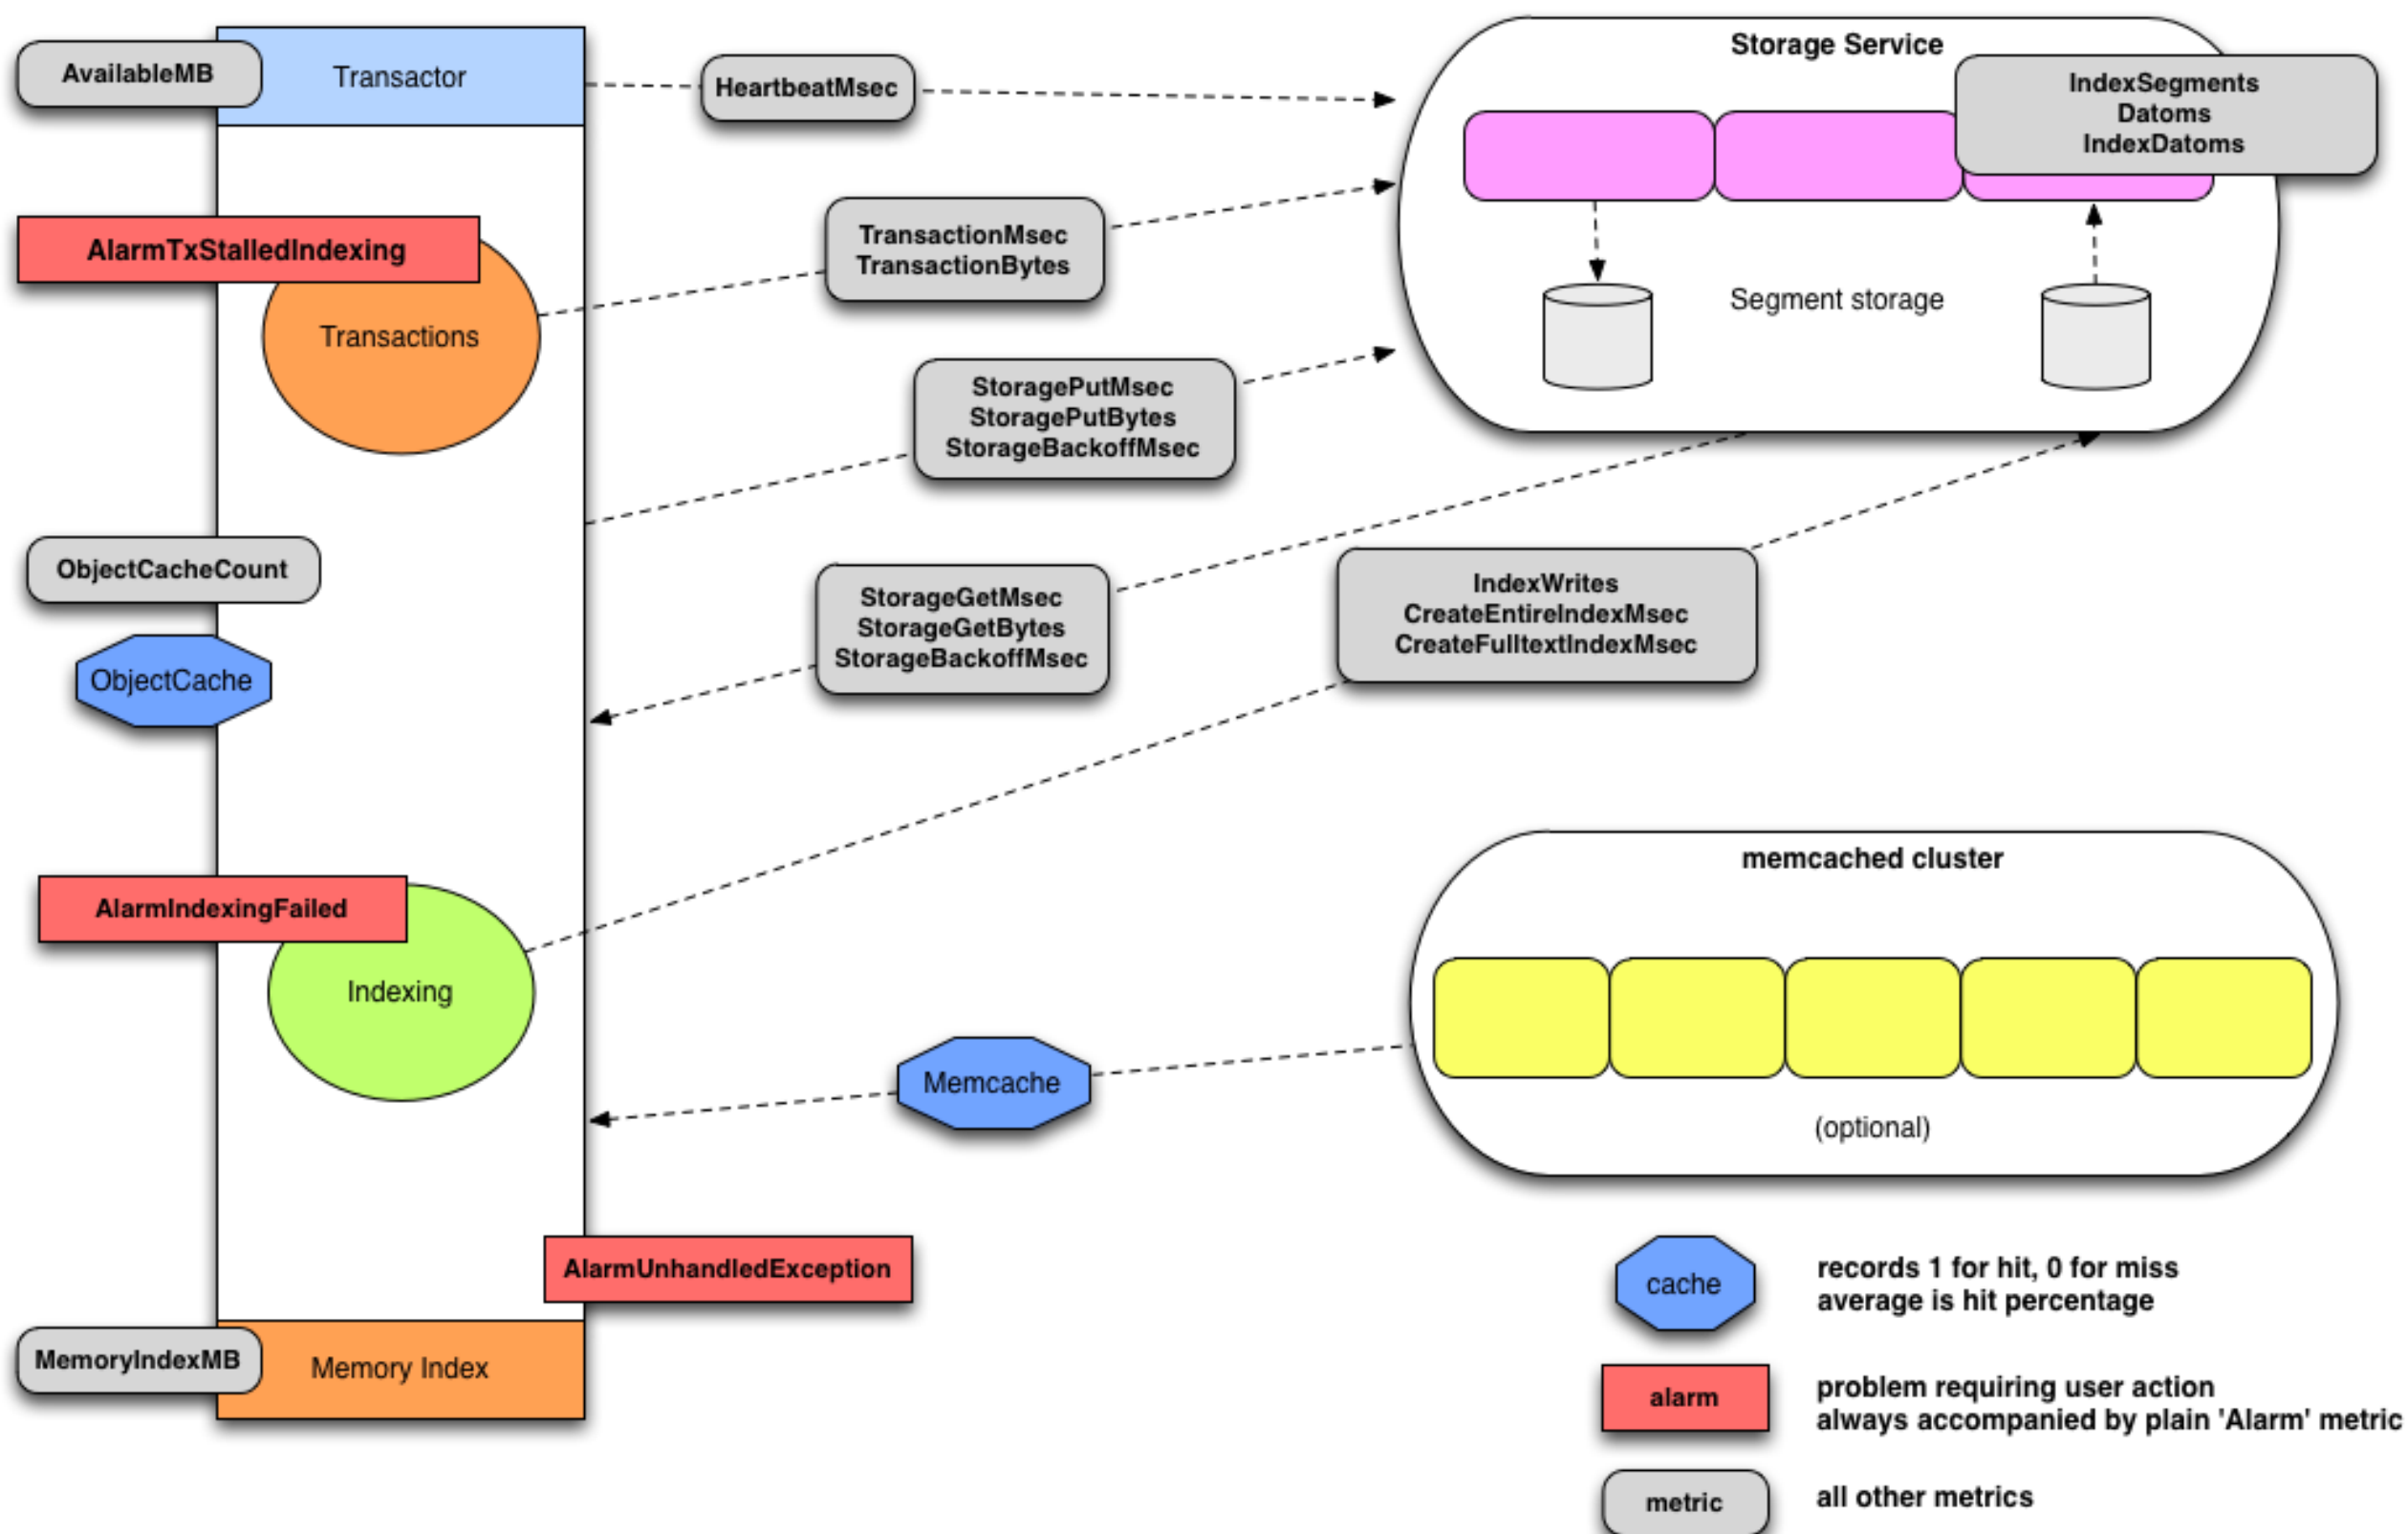 Storage Service
AvailableMB
Transactor
HeartbeatMsec
IndexSegments
Datoms
IndexDatoms
AlarmTxStalledIndexing
TransactionMsec
TransactionBytes
Transactions
Segment storage
StoragePutMsec
StoragePutBytes
StorageBackoffMsec
ObjectCacheCount
StorageGetMsec
StorageGetBytes
StorageBackoffMsec
IndexWrites
CreateEntireIndexMsec
CreateFulltextIndexMsec
ObjectCache
memcached cluster
AlarmIndexingFailed
Indexing
Memcache
(optional)
AlarmUnhandledException
cache
records 1 for hit, 0 for miss
average is hit percentage
MemoryIndexMB
Memory Index
alarm
problem requiring user action
always accompanied by plain 'Alarm' metric
metric
all other metrics